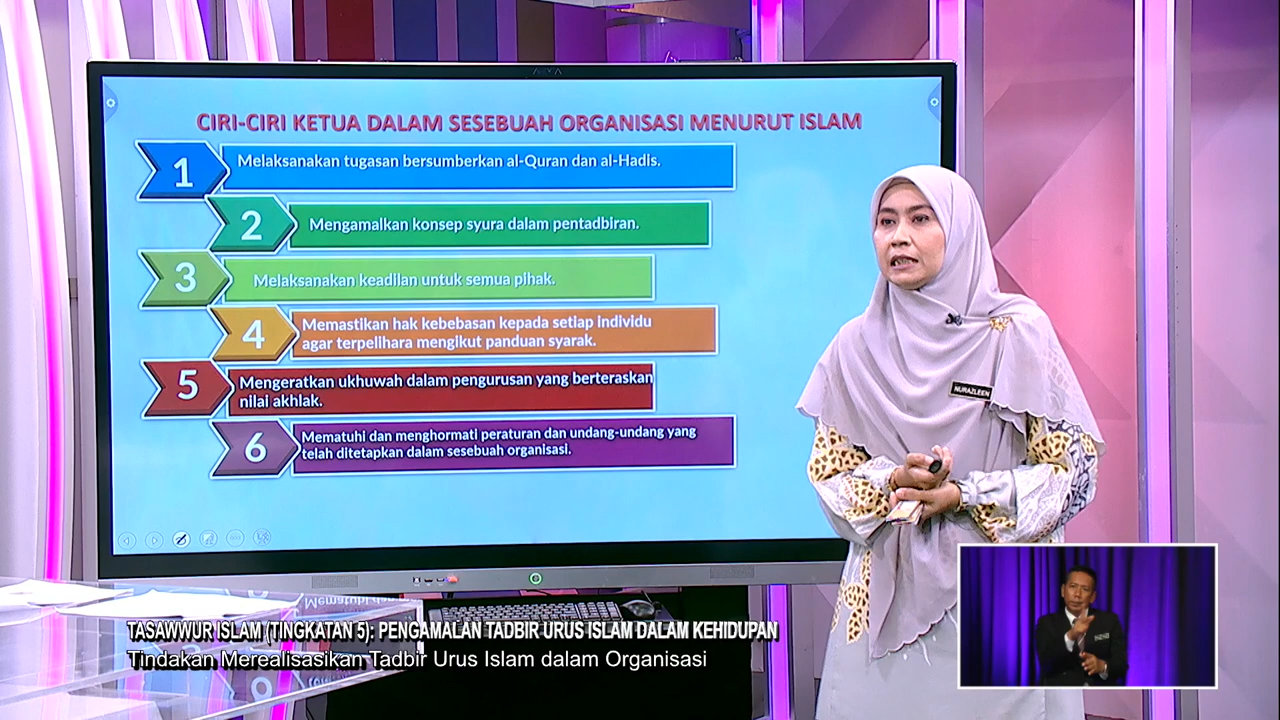 CIRI-CIRI KETUA DALAM SESEBUAH ORGANISASI MENURUT ISLAM
1
Melaksanakan tugasan bersumberkan al-Quran dan al-Hadis.
2
Mengamalkan konsep syura dalam pentadbiran.
3
Melaksanakan keadilan untuk semua pihak.
4
Memastikan hak kebebasan kepada setiap individu
agar terpelihara mengikut panduan syarak.
5
Mengeratkan ukhuwah dalam pengurusan yang berteraskan
nilai akhlak.
6
Mematuhi dan menghormati peraturan dan undang-undang yang
telah ditetapkan dalam sesebuah organisasi.
NURAZLEEN
TASAWWUR ISLAM (TINGKATAN 5): PENGAMALAN TADBIR URUS ISLAM DALAM KEHIDUPAN
Tindakan Merealisasikan Tadbir Urus Islam dalam Organisasi